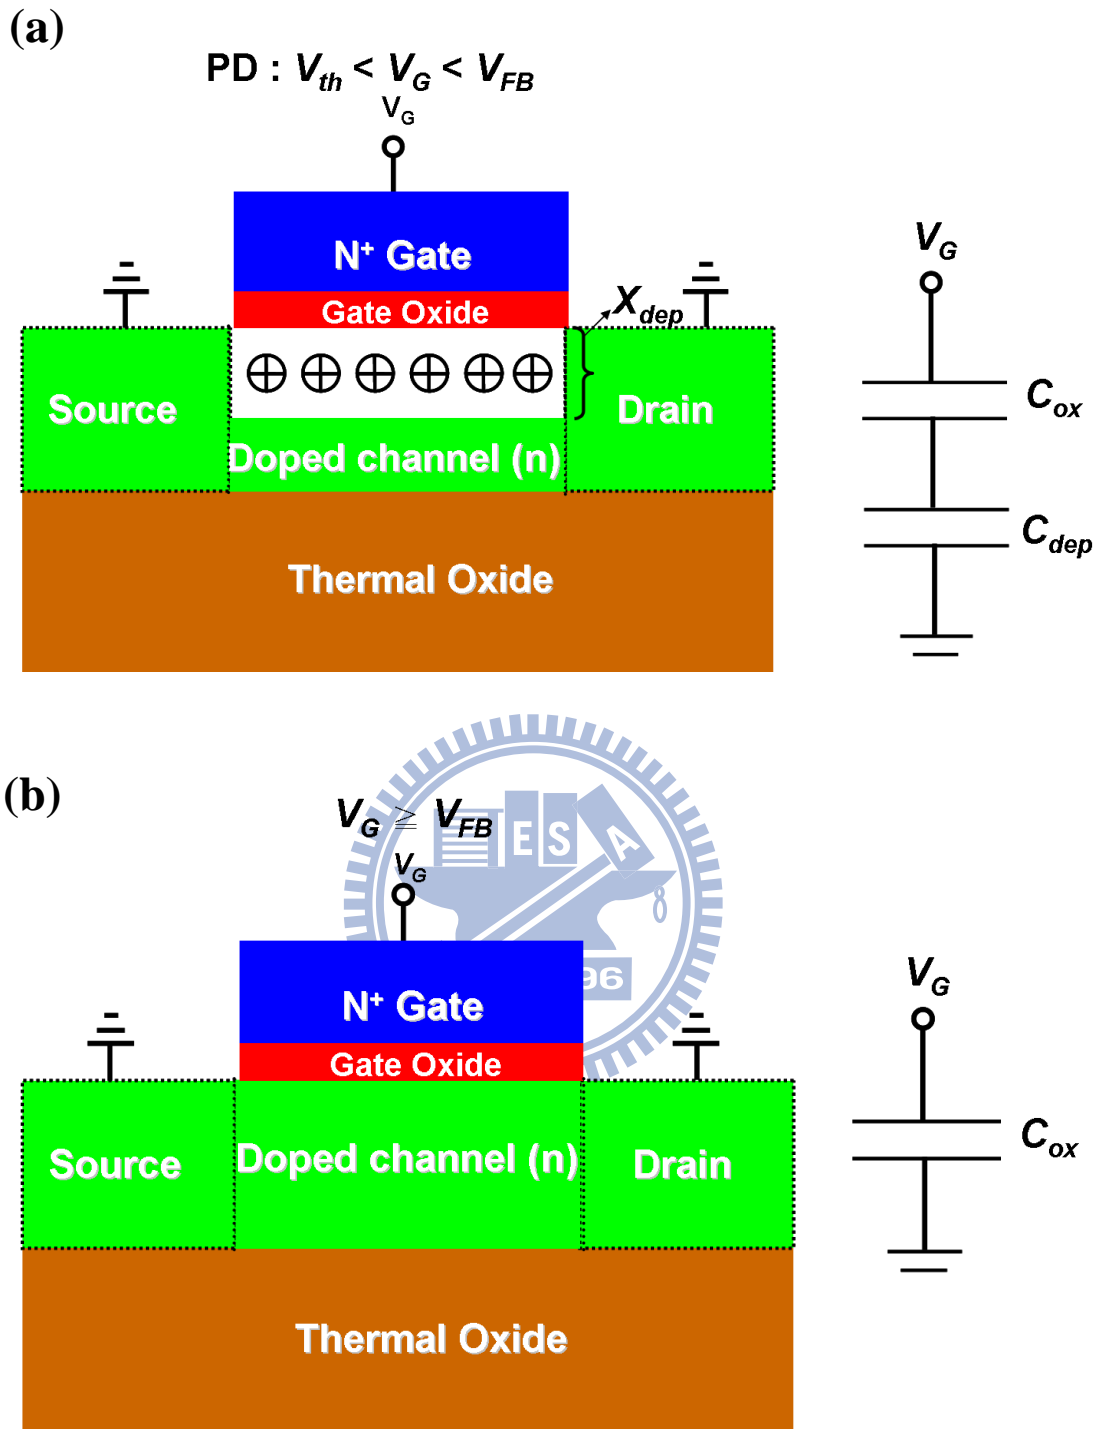 (a)
PD : Vth < VG < VFB
VG
N+ Gate
VG
Gate Oxide
Xdep
Source
Drain
Cox
Doped channel (n)
Cdep
Thermal Oxide
(b)
VG ≧ VFB
E S A
VG
96
N+ Gate
VG
Gate Oxide
Source
Doped channel (n)
Drain
Cox
Thermal Oxide